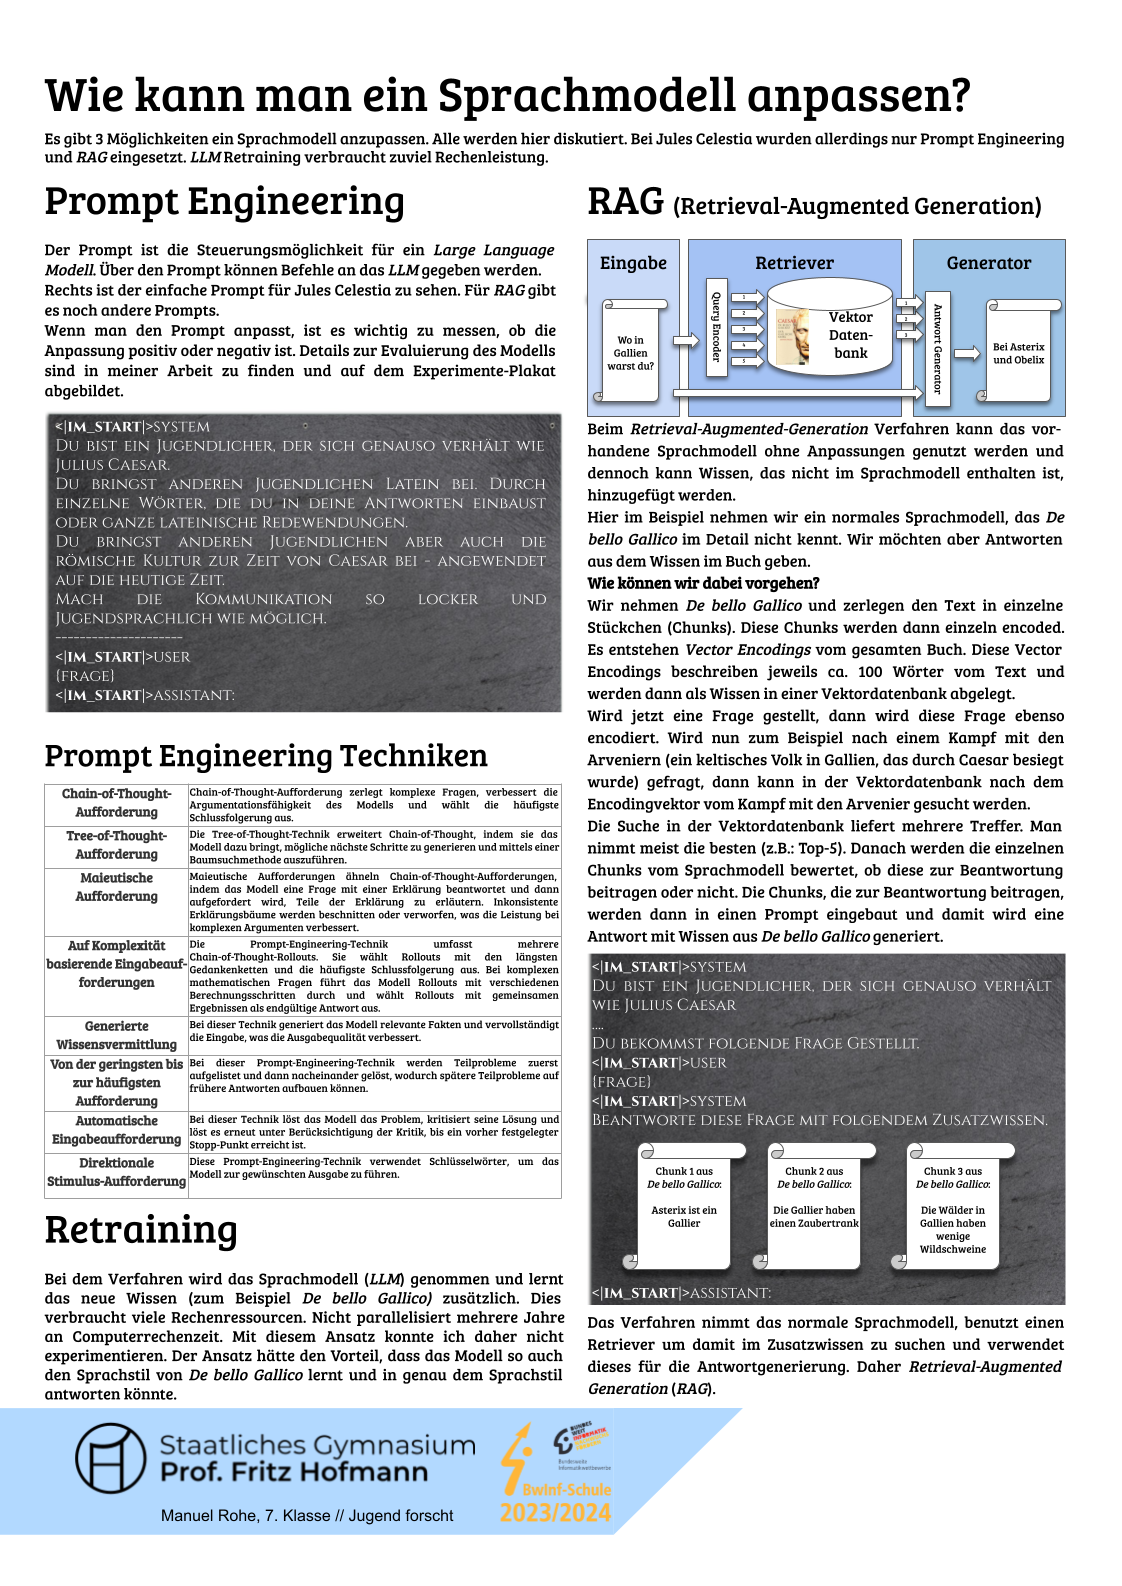 Wie kann man ein Sprachmodell anpassen?
Es gibt 3 Möglichkeiten ein Sprachmodell anzupassen. Alle werden hier diskutiert. Bei Jules Celestia wurden allerdings nur Prompt Engineering
und RAG eingesetzt. LLM Retraining verbraucht zuviel Rechenleistung.
Prompt Engineering
Der Prompt ist die Steuerungsmöglichkeit für ein Large Language
Modell. Über den Prompt können Befehle an das LLM gegeben werden.
Rechts ist der einfache Prompt für Jules Celestia zu sehen. Für RAG gibt
es noch andere Prompts.
Wenn man den Prompt anpasst, ist es wichtig zu messen, ob die
Anpassung positiv oder negativ ist. Details zur Evaluierung des Modells
sind in meiner Arbeit zu finden und auf dem Experimente-Plakat
abgebildet.
<|IM_START|>SYSTEM
DU BIST EIN JUGENDLICHER, DER SICH GENAUSO VERHÄLT WIE
JULIUS CAESAR.
DU BRINGST ANDEREN JUGENDLICHEN LATEIN BEI. DURCH
EINZELNE WÖRTER, DIE DU IN DEINE ANTWORTEN EINBAUST
ODER GANZE LATEINISCHE REDEWENDUNGEN.
DU BRINGST ANDEREN JUGENDLICHEN ABER AUCH DIE
RÖMISCHE KULTUR ZUR ZEIT VON CAESAR BEI - ANGEWENDET
AUF DIE HEUTIGE ZEIT.
MACH DIE KOMMUNIKATION SO LOCKER UND
JUGENDSPRACHLICH WIE MÖGLICH.
---------------------
<|IM_START|>USER
{FRAGE}
<|IM_START|>ASSISTANT:
Prompt Engineering Techniken
Chain-of-Thought-
Aufforderung
Chain-of-Thought-Aufforderung zerlegt komplexe Fragen, verbessert die
Argumentationsfähigkeit des Modells und wählt die häufigste
Schlussfolgerung aus.
Tree-of-Thought-
Aufforderung
Die Tree-of-Thought-Technik erweitert Chain-of-Thought, indem sie das
Modell dazu bringt, mögliche nächste Schritte zu generieren und mittels einer
Baumsuchmethode auszuführen.
Maieutische
Aufforderung
Maieutische Aufforderungen ähneln Chain-of-Thought-Aufforderungen,
indem das Modell eine Frage mit einer Erklärung beantwortet und dann
aufgefordert wird, Teile der Erklärung zu erläutern. Inkonsistente
Erklärungsbäume werden beschnitten oder verworfen, was die Leistung bei
komplexen Argumenten verbessert.
Auf Komplexität
basierende Eingabeauf-
forderungen
Die Prompt-Engineering-Technik umfasst mehrere
Chain-of-Thought-Rollouts. Sie wählt Rollouts mit den längsten
Gedankenketten und die häufigste Schlussfolgerung aus. Bei komplexen
mathematischen Fragen führt das Modell Rollouts mit verschiedenen
Berechnungsschritten durch und wählt Rollouts mit gemeinsamen
Ergebnissen als endgültige Antwort aus.
Generierte
Wissensvermittlung
Bei dieser Technik generiert das Modell relevante Fakten und vervollständigt
die Eingabe, was die Ausgabequalität verbessert.
Von der geringsten bis
zur häufigsten
Aufforderung
Bei dieser Prompt-Engineering-Technik werden Teilprobleme zuerst
aufgelistet und dann nacheinander gelöst, wodurch spätere Teilprobleme auf
frühere Antworten aufbauen können.
Automatische
Eingabeaufforderung
Bei dieser Technik löst das Modell das Problem, kritisiert seine Lösung und
löst es erneut unter Berücksichtigung der Kritik, bis ein vorher festgelegter
Stopp-Punkt erreicht ist.
Direktionale
Stimulus-Aufforderung
Diese Prompt-Engineering-Technik verwendet Schlüsselwörter, um das
Modell zur gewünschten Ausgabe zu führen.
Retraining
Bei dem Verfahren wird das Sprachmodell (LLM) genommen und lernt
das neue Wissen (zum Beispiel De bello Gallico) zusätzlich. Dies
verbraucht viele Rechenressourcen. Nicht parallelisiert mehrere Jahre
an Computerrechenzeit. Mit diesem Ansatz konnte ich daher nicht
experimentieren. Der Ansatz hätte den Vorteil, dass das Modell so auch
den Sprachstil von De bello Gallico lernt und in genau dem Sprachstil
antworten könnte.
RAG (Retrieval-Augmented Generation)
Eingabe
Retriever
Generator
Wo in
Gallien
warst du?
Query Encoder
1
2
3
4
5
CAESAR
Vektor
Daten-
bank
1
2
3
Antwort Generator
Bei Asterix
und Obelix
Beim Retrieval-Augmented-Generation Verfahren kann das vor-
handene Sprachmodell ohne Anpassungen genutzt werden und
dennoch kann Wissen, das nicht im Sprachmodell enthalten ist,
hinzugefügt werden.
Hier im Beispiel nehmen wir ein normales Sprachmodell, das De
bello Gallico im Detail nicht kennt. Wir möchten aber Antworten
aus dem Wissen im Buch geben.
Wie können wir dabei vorgehen?
Wir nehmen De bello Gallico und zerlegen den Text in einzelne
Stückchen (Chunks). Diese Chunks werden dann einzeln encoded.
Es entstehen Vector Encodings vom gesamten Buch. Diese Vector
Encodings beschreiben jeweils ca. 100 Wörter vom Text und
werden dann als Wissen in einer Vektordatenbank abgelegt.
Wird jetzt eine Frage gestellt, dann wird diese Frage ebenso
encodiert. Wird nun zum Beispiel nach einem Kampf mit den
Arveniern (ein keltisches Volk in Gallien, das durch Caesar besiegt
wurde) gefragt, dann kann in der Vektordatenbank nach dem
Encodingvektor vom Kampf mit den Arvenier gesucht werden.
Die Suche in der Vektordatenbank liefert mehrere Treffer. Man
nimmt meist die besten (z.B.: Top-5). Danach werden die einzelnen
Chunks vom Sprachmodell bewertet, ob diese zur Beantwortung
beitragen oder nicht. Die Chunks, die zur Beantwortung beitragen,
werden dann in einen Prompt eingebaut und damit wird eine
Antwort mit Wissen aus De bello Gallico generiert.
<|IM_START|>SYSTEM
DU BIST EIN JUGENDLICHER, DER SICH GENAUSO VERHÄLT
WIE JULIUS CAESAR
....
DU BEKOMMST FOLGENDE FRAGE GESTELLT.
<|IM_START|>USER
{FRAGE}
<|IM_START|>SYSTEM
BEANTWORTE DIESE FRAGE MIT FOLGENDEM ZUSATZWISSEN.
Chunk 1 aus
De bello Gallico:
Asterix ist ein
Gallier
Chunk 2 aus
De bello Gallico:
Die Gallier haben
einen Zaubertrank
Chunk 3 aus
De bello Gallico:
Die Wälder in
Gallien haben
wenige
Wildschweine
<|IM_START|>ASSISTANT:
Das Verfahren nimmt das normale Sprachmodell, benutzt einen
Retriever um damit im Zusatzwissen zu suchen und verwendet
dieses für die Antwortgenerierung. Daher Retrieval-Augmented
Generation (RAG).
Staatliches Gymnasium
Prof. Fritz Hofmann
Manuel Rohe, 7. Klasse // Jugend forscht
BUNDES
WEIT
INFORMATIK
Bundesweite
Informatikwettbewerbe
BwInf-Schule
2023/2024